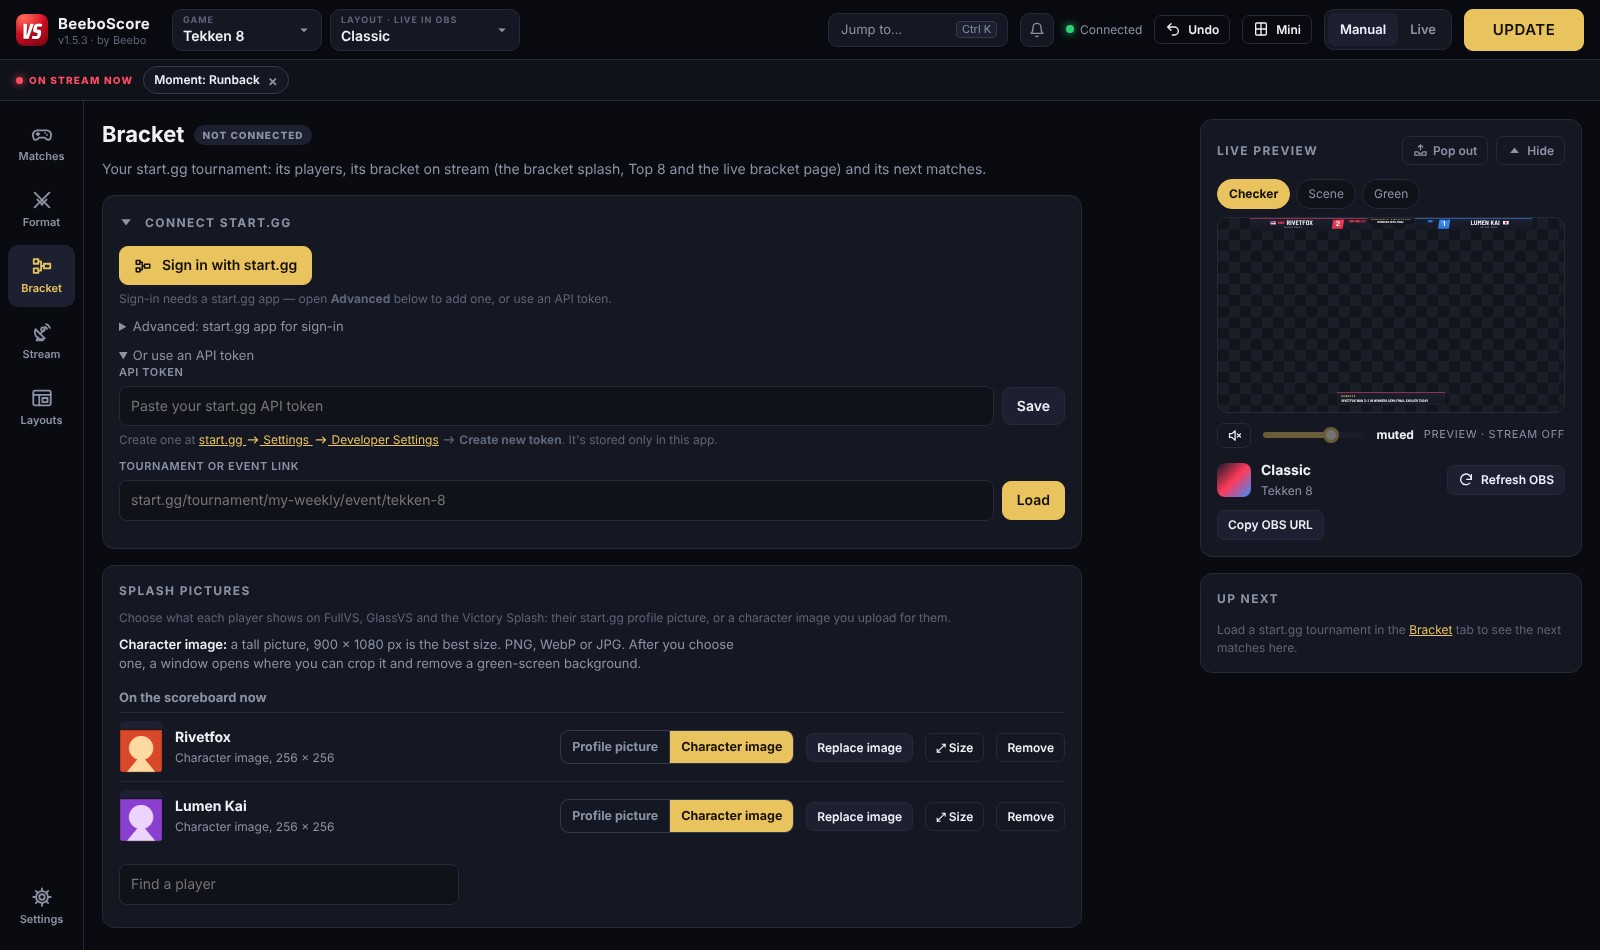 VS
BeeboScore
v1.5.3 · by Beebo
GAME
Tekken 8
LAYOUT · LIVE IN OBS
Classic
Jump to...
Ctrl K
Connected
Undo
Mini
Manual
Live
UPDATE
ON STREAM NOW
Moment: Runback ×
Matches
Format
Bracket
Stream
Layouts
Settings
Bracket
NOT CONNECTED
Your start.gg tournament: its players, its bracket on stream (the bracket splash, Top 8 and the live bracket page) and its next matches.
CONNECT START.GG
Sign in with start.gg
Sign-in needs a start.gg app — open Advanced below to add one, or use an API token.
Advanced: start.gg app for sign-in
Or use an API token
API TOKEN
Paste your start.gg API token
Save
Create one at start.gg → Settings → Developer Settings → Create new token. It's stored only in this app.
TOURNAMENT OR EVENT LINK
start.gg/tournament/my-weekly/event/tekken-8
Load
SPLASH PICTURES
Choose what each player shows on FullVS, GlassVS and the Victory Splash: their start.gg profile picture, or a character image you upload for them.
Character image: a tall picture, 900 × 1080 px is the best size. PNG, WebP or JPG. After you choose
one, a window opens where you can crop it and remove a green-screen background.
On the scoreboard now
Rivetfox
Character image, 256 × 256
Profile picture
Character image
Replace image
Size
Remove
Lumen Kai
Character image, 256 × 256
Profile picture
Character image
Replace image
Size
Remove
Find a player
LIVE PREVIEW
Pop out
Hide
Checker
Scene
Green
RIVETFOX
2
1
LUMEN KAI
muted
PREVIEW · STREAM OFF
Classic
Tekken 8
Refresh OBS
Copy OBS URL
UP NEXT
Load a start.gg tournament in the Bracket tab to see the next
matches here.